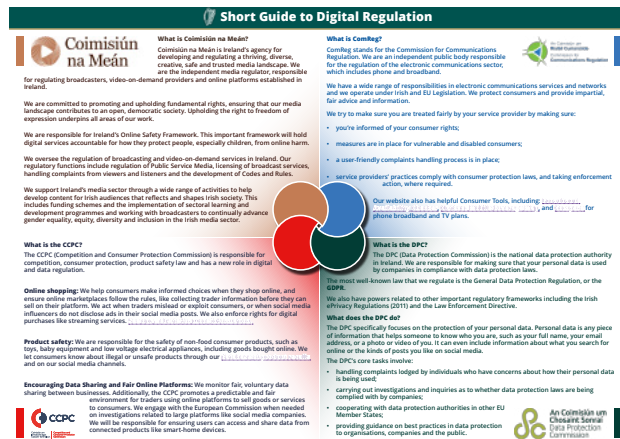 Short Guide to Digital Regulation
Coimisiún
na Meán
What is Coimisiún na Meán?
Coimisiún na Meán is Ireland's agency for
developing and regulating a thriving, diverse,
creative, safe and trusted media landscape. We
are the independent media regulator, responsible
for regulating broadcasters, video-on-demand providers and online platforms established in
Ireland.
We are committed to promoting and upholding fundamental rights, ensuring that our media
landscape contributes to an open, democratic society. Upholding the right to freedom of
expression underpins all areas of our work.
We are responsible for Ireland's Online Safety Framework. This important framework will hold
digital services accountable for how they protect people, especially children, from online harm.
We oversee the regulation of broadcasting and video-on-demand services in Ireland. Our
regulatory functions include regulation of Public Service Media, licensing of broadcast services,
handling complaints from viewers and listeners and the development of Codes and Rules.
We support Ireland's media sector through a wide range of activities to help
develop content for Irish audiences that reflects and shapes Irish society. This
includes funding schemes and the implementation of sectoral learning and
development programmes and working with broadcasters to continually advance
gender equality, equity, diversity and inclusion in the Irish media sector.
What is ComReg?
ComReg stands for the Commission for Communications
Regulation. We are an independent public body responsible
for the regulation of the electronic communications sector,
which includes phone and broadband.
We have a wide range of responsibilities in electronic communications services and networks
and we operate under Irish and EU Legislation. We protect consumers and provide impartial,
fair advice and information.
We try to make sure you are treated fairly by your service provider by making sure:
• you're informed of your consumer rights;
• measures are in place for vulnerable and disabled consumers;
• a user-friendly complaints handling process is in place;
• service providers' practices comply with consumer protection laws, and taking enforcement
action, where required.
Our website also has helpful Consumer Tools, including:
and for
phone broadband and TV plans.
What is the CCPC?
The CCPC (Competition and Consumer Protection Commission) is responsible for
competition, consumer protection, product safety law and has a new role in digital
and data regulation.
Online shopping: We help consumers make informed choices when they shop online, and
ensure online marketplaces follow the rules, like collecting trader information before they can
sell on their platform. We act when traders mislead or exploit consumers, or when social media
influencers do not disclose ads in their social media posts. We also enforce rights for digital
purchases like streaming services.
Product safety: We are responsible for the safety of non-food consumer products, such as
toys, baby equipment and low voltage electrical appliances, including goods bought online. We
let consumers know about illegal or unsafe products through our
and on our social media channels.
Encouraging Data Sharing and Fair Online Platforms: We monitor fair, voluntary data
sharing between businesses. Additionally, the CCPC promotes a predictable and fair
environment for traders using online platforms to sell goods or services
to consumers. We engage with the European Commission when needed
on investigations related to large platforms like social media companies.
We will be responsible for ensuring users can access and share data from
connected products like smart-home devices.
CCPC
What is the DPC?
The DPC (Data Protection Commission) is the national data protection authority
in Ireland. We are responsible for making sure that your personal data is used
by companies in compliance with data protection laws.
The most well-known law that we regulate is the General Data Protection Regulation, or the
GDPR.
We also have powers related to other important regulatory frameworks including the Irish
ePrivacy Regulations (2011) and the Law Enforcement Directive.
What does the DPC do?
The DPC specifically focuses on the protection of your personal data. Personal data is any piece
of information that helps someone to know who you are, such as your full name, your email
address, or a photo or video of you. It can even include information about what you search for
online or the kinds of posts you like on social media.
The DPC's core tasks involve:
• handling complaints lodged by individuals who have concerns about how their personal data
is being used;
• carrying out investigations and inquiries as to whether data protection laws are being
complied with by companies;
• cooperating with data protection authorities in other EU
Member States;
• providing guidance on best practices in data protection
to organisations, companies and the public.
An Coimisiún um
Chosaint Sonraí
Data Protection
Commission